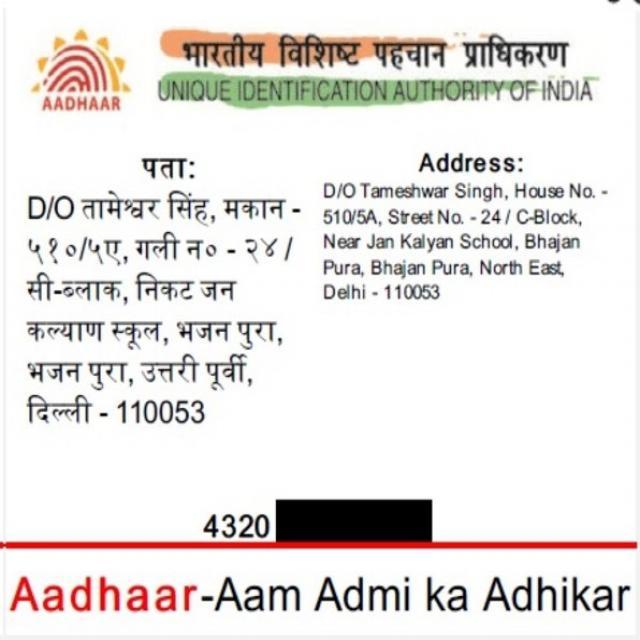 भारतीय विशिष्ट पहचान प्राधिकरण
UNIQUE IDENTIFICATION AUTHORITY OF INDIA
AADHAAR
पता:
D/O तामेश्वर सिंह, मकान -
५१०/५ए, गली न० - २४ /
सी-ब्लाक, निकट जन
कल्याण स्कूल, भजन पुरा,
भजन पुरा, उत्तरी पूर्वी,
दिल्ली - 110053
Address:
D/O Tameshwar Singh, House No. -
510/5A, Street No. - 24 / C-Block,
Near Jan Kalyan School, Bhajan
Pura, Bhajan Pura, North East,
Delhi - 110053
4320
Aadhaar-Aam Admi ka Adhikar